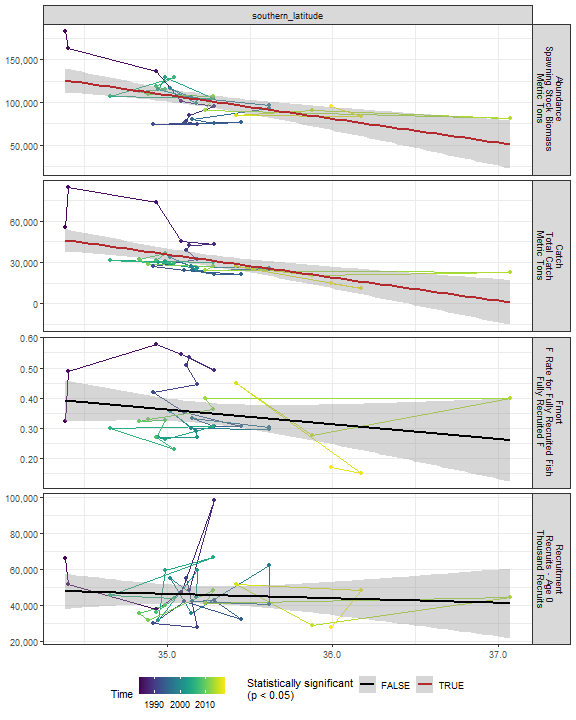 southern_latitude
150,000
100,000
50,000
Abundance
Spawning Stock Biomass
Metric Tons
60,000
30,000
0
Catch
Total Catch
Metric Tons
0.60
0.50
0.40
0.30
0.20
Fmort
F Rate for Fully Recruited Fish
Fully Recruited F
100,000
80,000
60,000
40,000
20,000
Recruitment
Recruits - Age 0
Thousand Recruits
35.0 36.0 37.0
Time
1990 2000 2010
Statistically significant
(p < 0.05)
FALSE TRUE